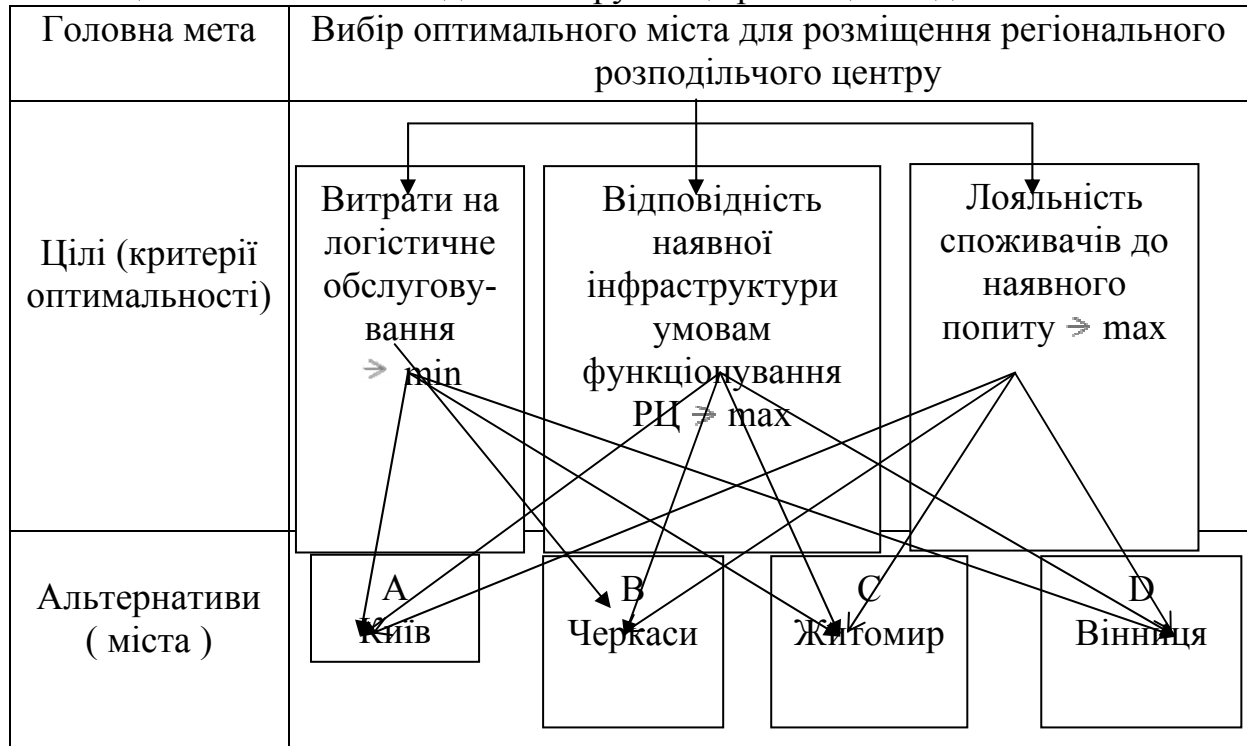 Головна мета
Вибір оптимального міста для розміщення регіонального
розподільчого центру
Цілі (критерії
оптимальності)
Витрати на
логістичне
обслугову-
вання
→ min
Відповідність
наявної
інфраструктури
умовам
функціонування
РЦ → max
Лояльність
споживачів до
наявного
попиту → max
Альтернативи
( міста )
A
Київ
B
Черкаси
C
Житомир
D
Вінниця